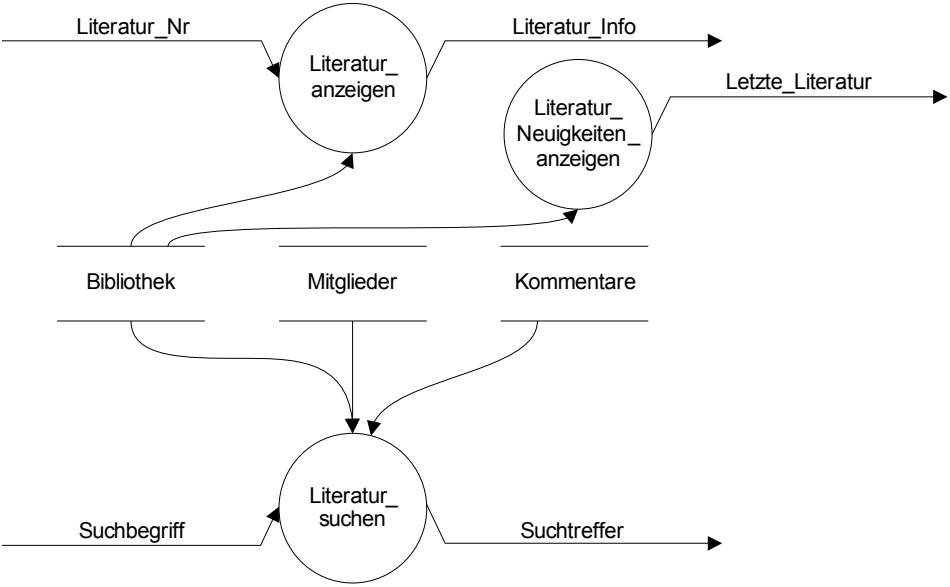 Literatur_Nr
Literatur_
anzeigen
Literatur_Info
Literatur_
Neuigkeiten_
anzeigen
Letzte_Literatur
Bibliothek
Mitglieder
Kommentare
Suchbegriff
Literatur_
suchen
Suchtreffer